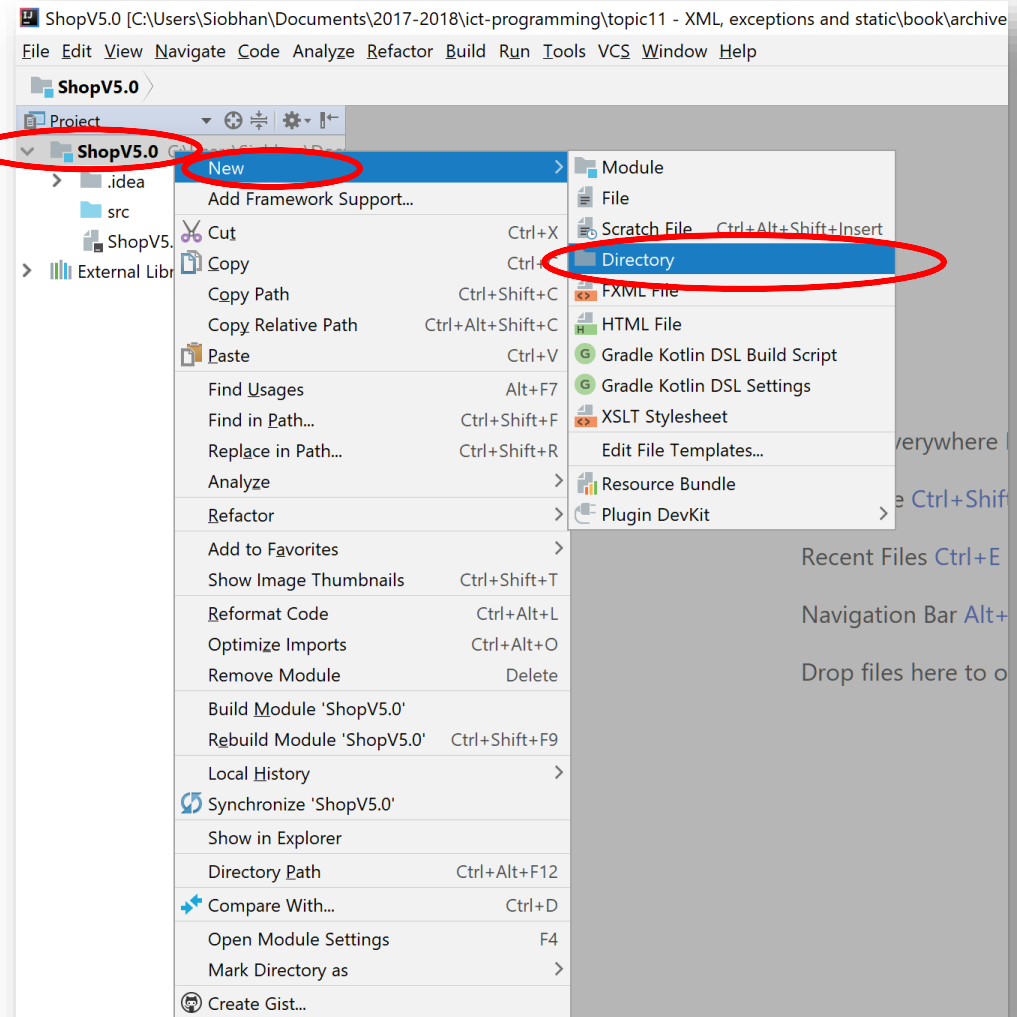 ShopV5.0 [C:\Users\Siobhan\Documents\2017-2018\ict-programming\topic11 - XML, exceptions and static\book\archive
File Edit View Navigate Code Analyze Refactor Build Run Tools VCS Window Help
ShopV5.0
Project
ShopV5.0
.idea
src
ShopV5.
External Libr
New
Add Framework Support...
Cut Ctrl+X
Copy Ctrl+
Copy Path Ctrl+Shift+C
Copy Relative Path Ctrl+Alt+Shift+C
Paste Ctrl+V
Find Usages Alt+F7
Find in Path... Ctrl+Shift+F
Replace in Path... Ctrl+Shift+R
Analyze
Refactor
Add to Favorites
Show Image Thumbnails Ctrl+Shift+T
Reformat Code Ctrl+Alt+L
Optimize Imports Ctrl+Alt+O
Remove Module Delete
Build Module 'ShopV5.0'
Rebuild Module 'ShopV5.0' Ctrl+Shift+F9
Local History
Synchronize 'ShopV5.0'
Show in Explorer
Directory Path Ctrl+Alt+F12
Compare With... Ctrl+D
Open Module Settings F4
Mark Directory as
Create Gist...
Module
File
Scratch File Ctrl+Alt+Shift+Insert
Directory
FXML File
HTML File
Gradle Kotlin DSL Build Script
Gradle Kotlin DSL Settings
XSLT Stylesheet
Edit File Templates...
Resource Bundle
Plugin DevKit
verywhere
e Ctrl+Shif
Recent Files Ctrl+E
Navigation Bar Alt+
Drop files here to o